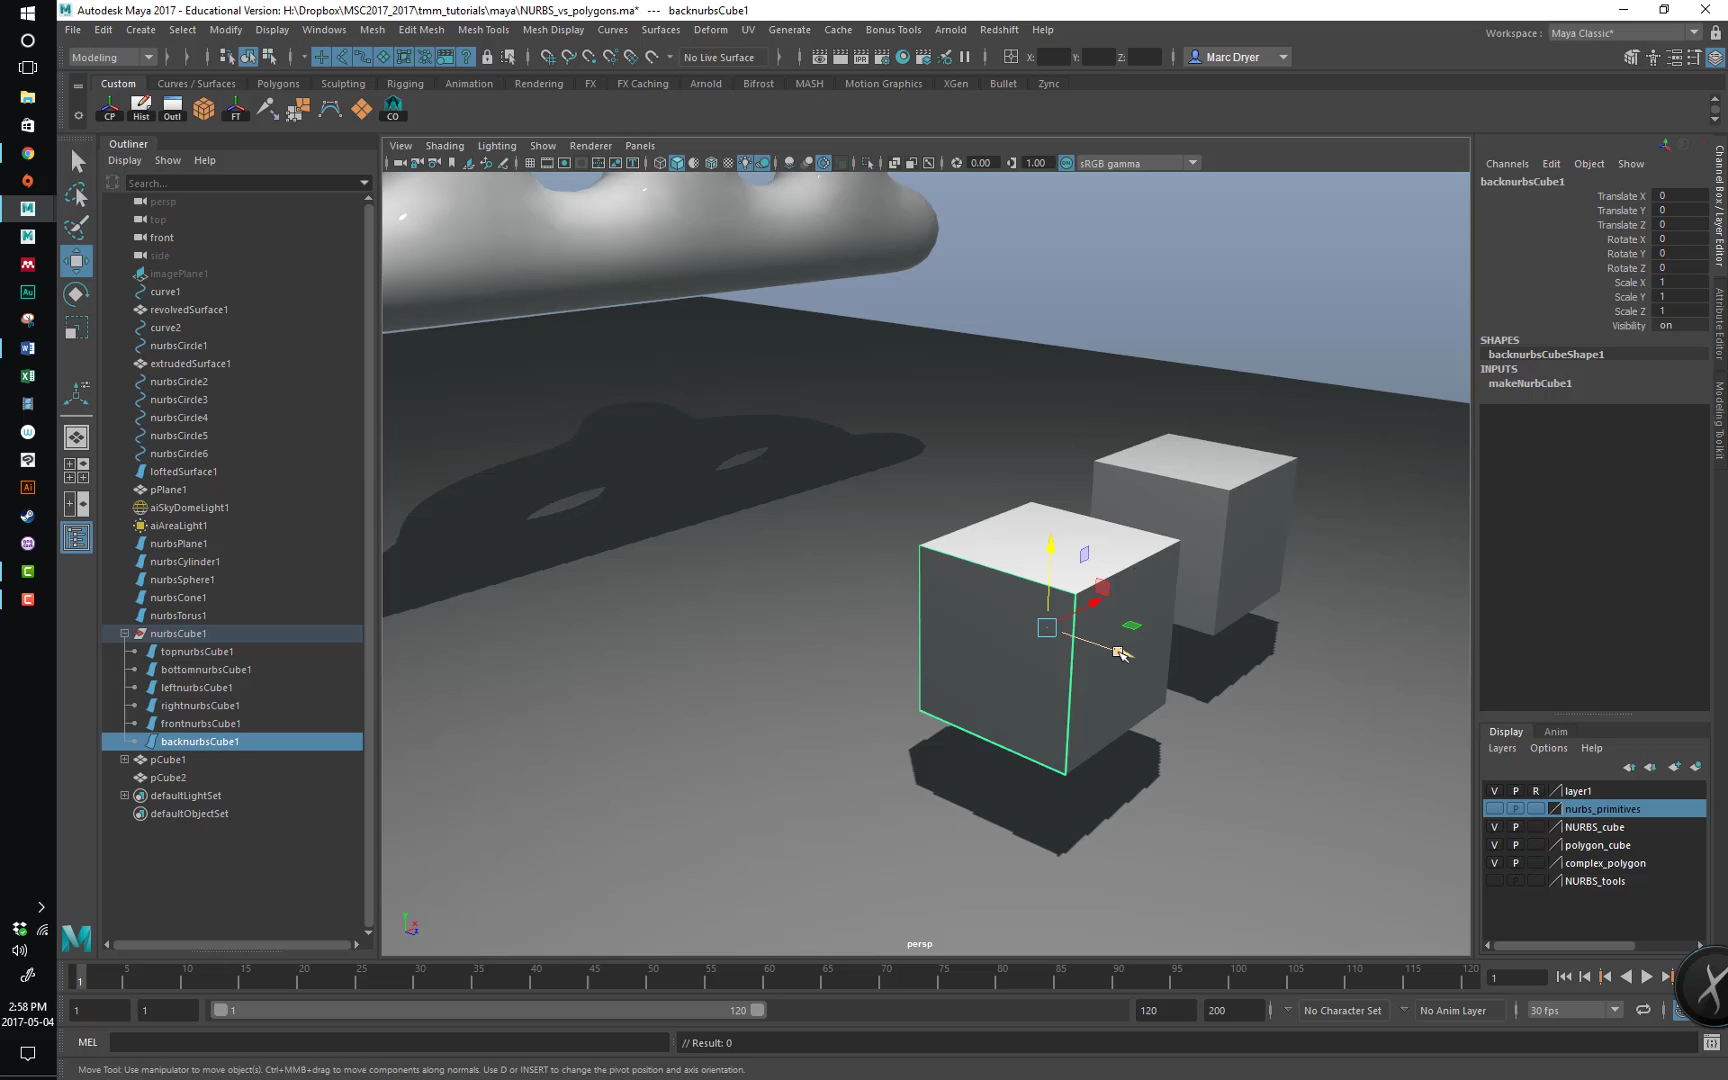 Autodesk Maya 2017 - Educational Version: H:\Dropbox\MSC2017_2017\tmm_tutorials\maya\NURBS_vs_polygons.ma*  ---  backnurbsCube1
File Edit Create Select Modify Display Windows Mesh Edit Mesh Mesh Tools Mesh Display Curves Surfaces Deform UV Generate Cache Bonus Tools Arnold Redshift Help
Workspace : Maya Classic*
Modeling No Live Surface X: Y: Z: Marc Dryer
Custom Curves / Surfaces Polygons Sculpting Rigging Animation Rendering FX FX Caching Arnold Bifrost MASH Motion Graphics XGen Bullet Zync
CP Hist Outl FT CO
Outliner
Display Show Help
Search...
persp
top
front
side
imagePlane1
curve1
revolvedSurface1
curve2
nurbsCircle1
extrudedSurface1
nurbsCircle2
nurbsCircle3
nurbsCircle4
nurbsCircle5
nurbsCircle6
loftedSurface1
pPlane1
aiSkyDomeLight1
aiAreaLight1
nurbsPlane1
nurbsCylinder1
nurbsSphere1
nurbsCone1
nurbsTorus1
nurbsCube1
topnurbsCube1
bottomnurbsCube1
leftnurbsCube1
rightnurbsCube1
frontnurbsCube1
backnurbsCube1
pCube1
pCube2
defaultLightSet
defaultObjectSet
View Shading Lighting Show Renderer Panels
0.00 1.00 sRGB gamma
persp
Channels Edit Object Show
backnurbsCube1
Translate X 0
Translate Y 0
Translate Z 0
Rotate X 0
Rotate Y 0
Rotate Z 0
Scale X 1
Scale Y 1
Scale Z 1
Visibility on
SHAPES
backnurbsCubeShape1
INPUTS
makeNurbCube1
Channel Box / Layer Editor
Attribute Editor
Modeling Toolkit
Display Anim
Layers Options Help
V P R layer1
P nurbs_primitives
V P NURBS_cube
V P polygon_cube
V P complex_polygon
P NURBS_tools
1 5 10 15 20 25 30 35 40 45 50 55 60 65 70 75 80 85 90 95 100 105 110 115 120 1
1 1 1 120 120 200 No Character Set No Anim Layer 30 fps
MEL // Result: 0
Move Tool: Use manipulator to move object(s). Ctrl+MMB+drag to move components along normals. Use D or INSERT to change the pivot position and axis orientation.
2:58 PM
2017-05-04